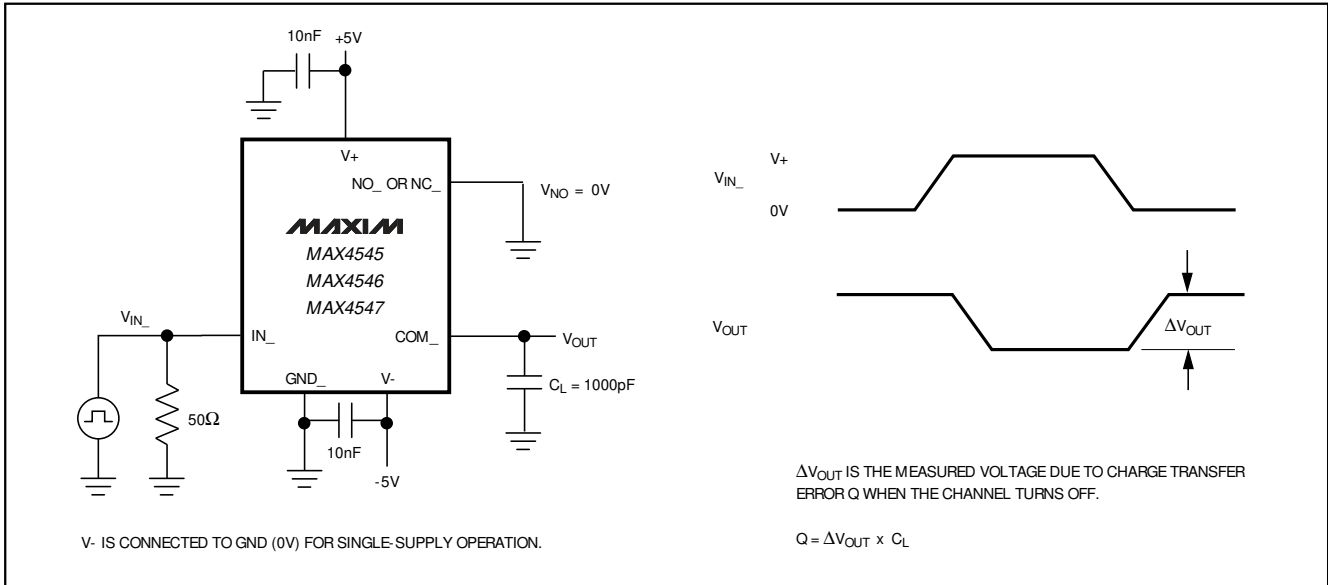 10nF
+5V
V+
NO_ OR NC_
V_NO = 0V
MAXIM
MAX4545
MAX4546
MAX4547
V_IN_
IN_
COM_
V_OUT
50Ω
GND_
V-
C_L = 1000pF
10nF
-5V
V- IS CONNECTED TO GND (0V) FOR SINGLE-SUPPLY OPERATION.
V_IN_
V+
0V
V_OUT
ΔV_OUT
ΔV_OUT IS THE MEASURED VOLTAGE DUE TO CHARGE TRANSFER
ERROR Q WHEN THE CHANNEL TURNS OFF.
Q = ΔV_OUT x C_L